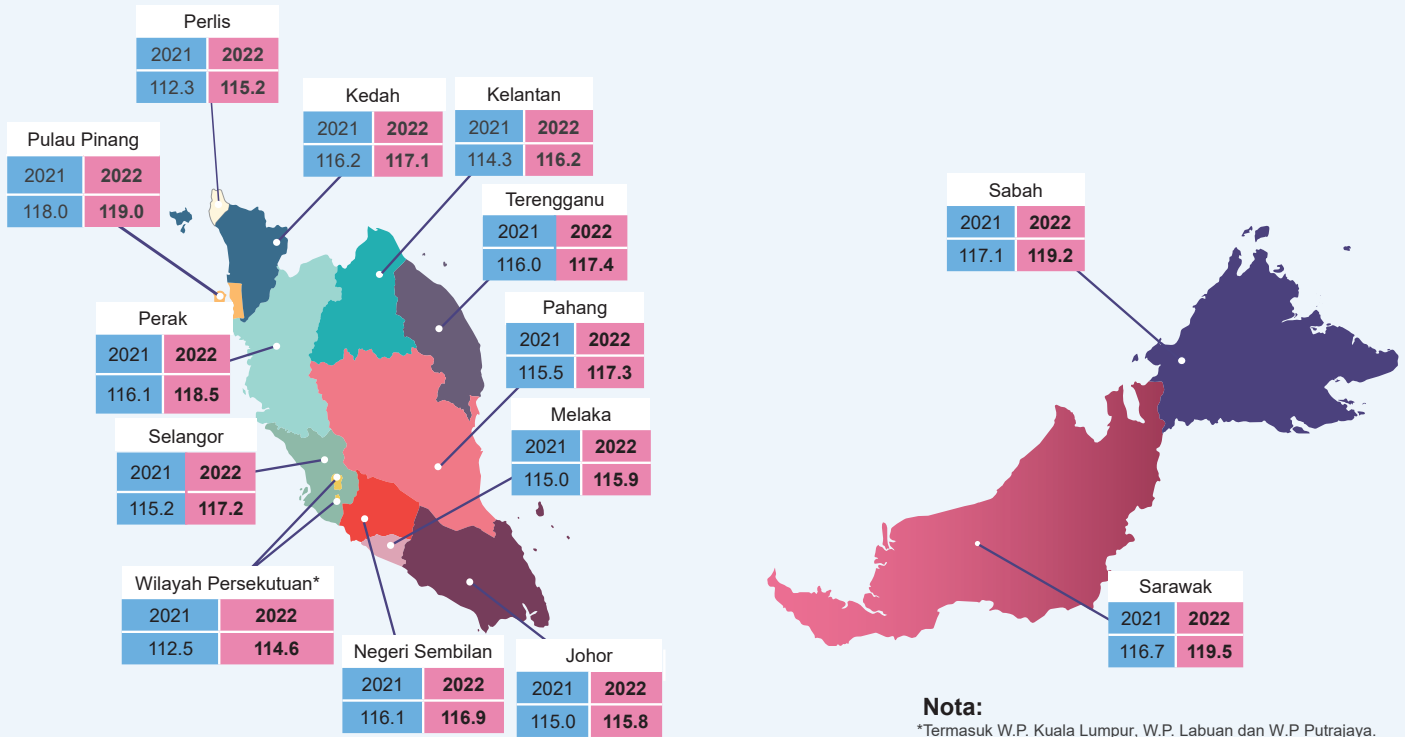 Perlis
2021 2022
112.3 115.2
Kedah
2021 2022
116.2 117.1
Kelantan
2021 2022
114.3 116.2
Pulau Pinang
2021 2022
118.0 119.0
Terengganu
2021 2022
116.0 117.4
Perak
2021 2022
116.1 118.5
Pahang
2021 2022
115.5 117.3
Selangor
2021 2022
115.2 117.2
Melaka
2021 2022
115.0 115.9
Wilayah Persekutuan*
2021 2022
112.5 114.6
Negeri Sembilan
2021 2022
116.1 116.9
Johor
2021 2022
115.0 115.8
Sabah
2021 2022
117.1 119.2
Sarawak
2021 2022
116.7 119.5
Nota:
*Termasuk W.P. Kuala Lumpur, W.P. Labuan dan W.P Putrajaya.